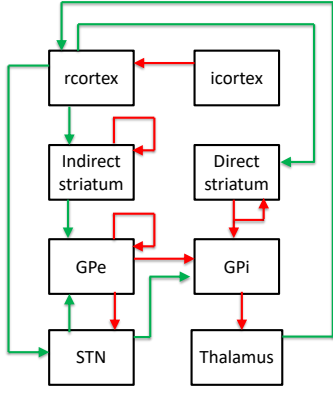 rcortex
icortex
Indirect
striatum
Direct
striatum
GPe
GPi
STN
Thalamus